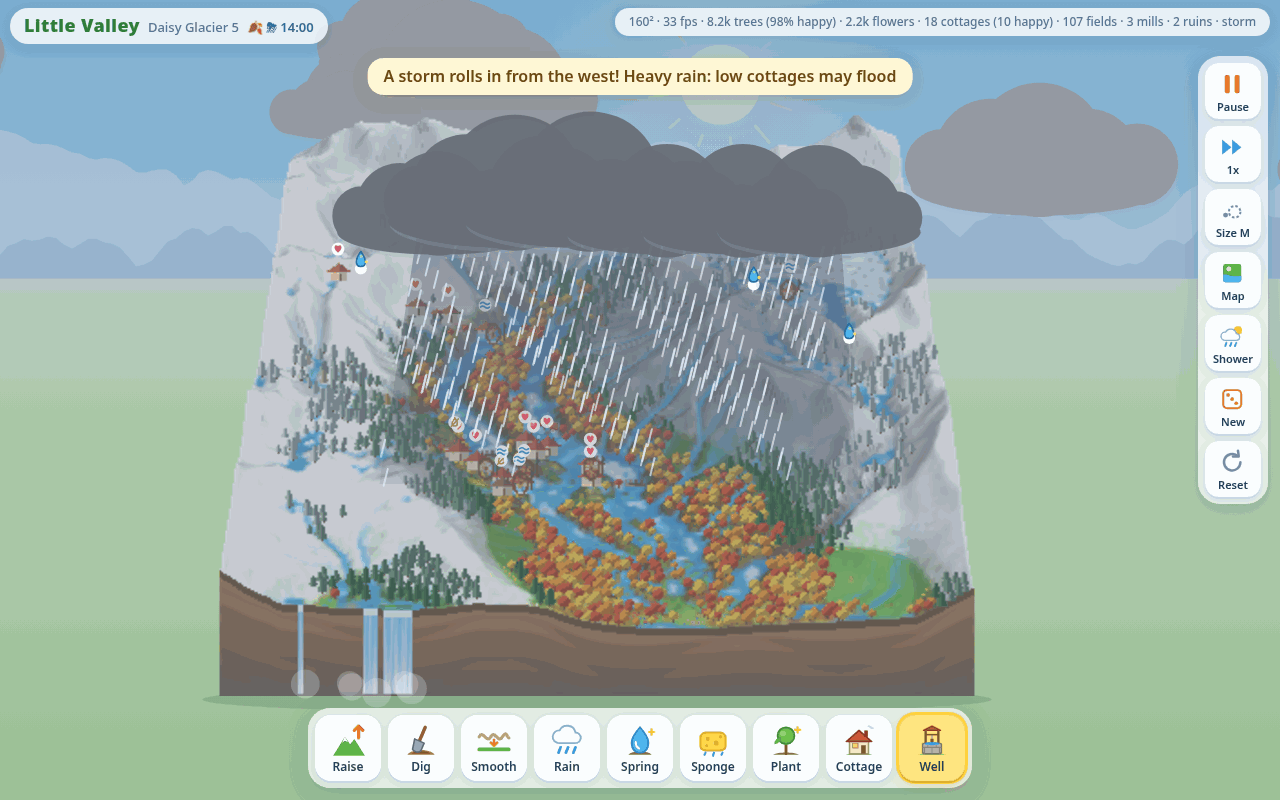 Little Valley Daisy Glacier 5 14:00
160² · 33 fps · 8.2k trees (98% happy) · 2.2k flowers · 18 cottages (10 happy) · 107 fields · 3 mills · 2 ruins · storm
A storm rolls in from the west! Heavy rain: low cottages may flood
Pause
1x
Size M
Map
Shower
New
Reset
Raise
Dig
Smooth
Rain
Spring
Sponge
Plant
Cottage
Well